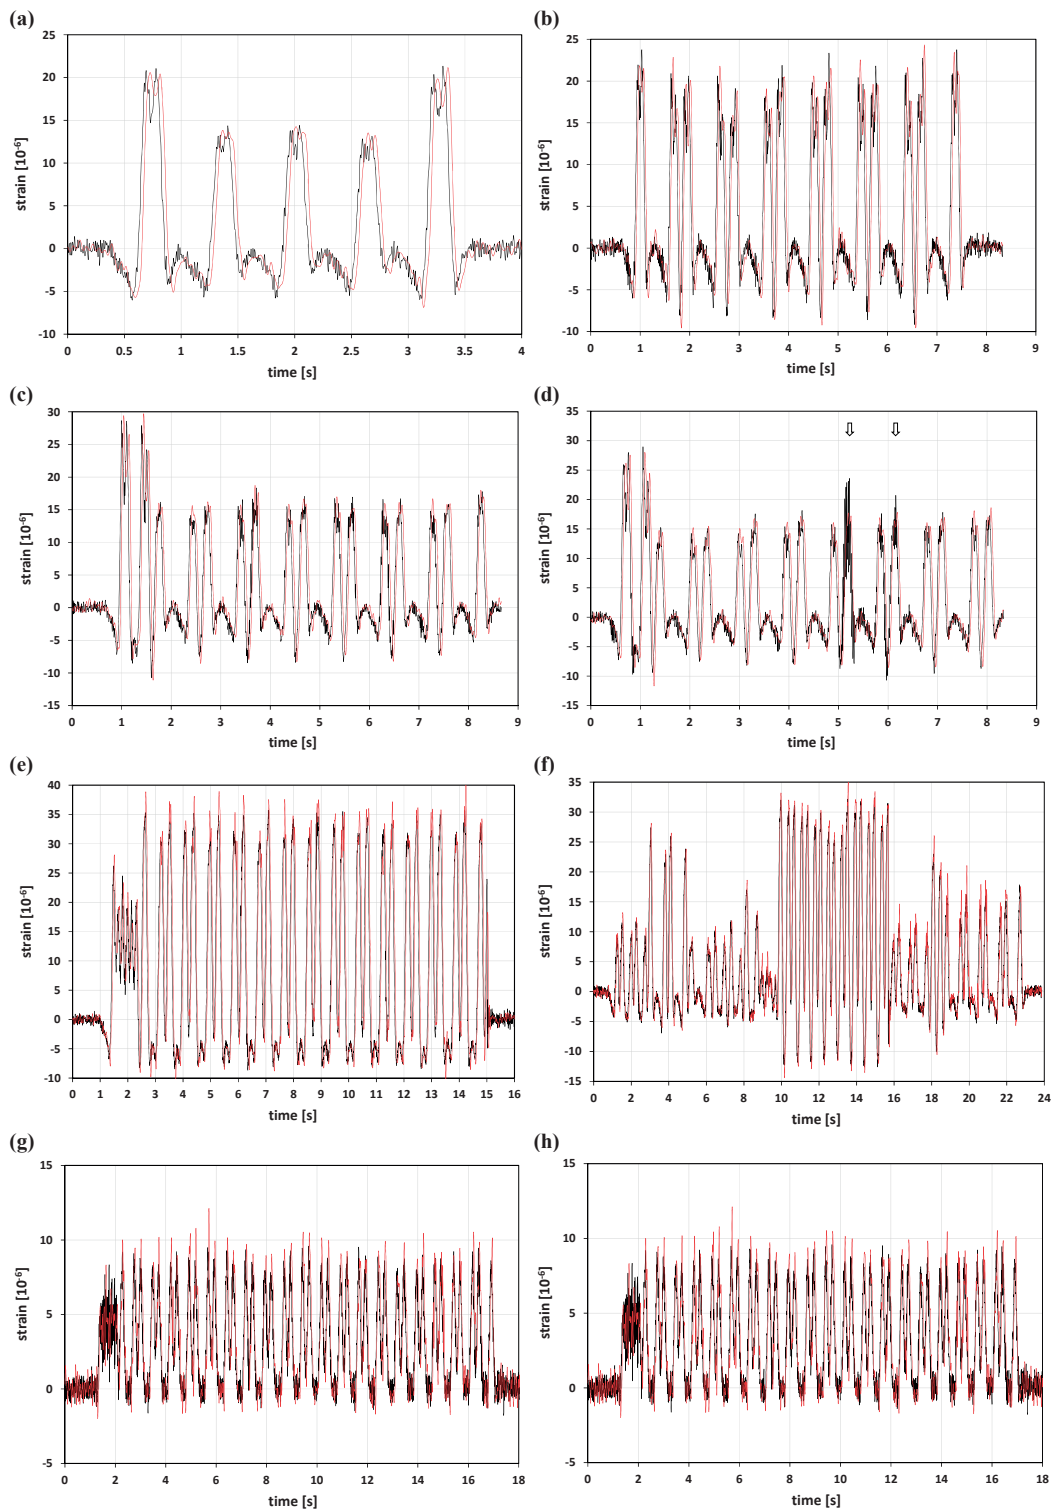 (a)
25
20
15
10
5
0
-5
-10
0 0.5 1 1.5 2 2.5 3 3.5 4
strain [10⁻⁶]
time [s]
(b)
25
20
15
10
5
0
-5
-10
0 1 2 3 4 5 6 7 8 9
strain [10⁻⁶]
time [s]
(c)
30
25
20
15
10
5
0
-5
-10
-15
0 1 2 3 4 5 6 7 8 9
strain [10⁻⁶]
time [s]
(d)
35
30
25
20
15
10
5
0
-5
-10
-15
0 1 2 3 4 5 6 7 8 9
strain [10⁻⁶]
time [s]
(e)
40
35
30
25
20
15
10
5
0
-5
-10
0 1 2 3 4 5 6 7 8 9 10 11 12 13 14 15 16
strain [10⁻⁶]
time [s]
(f)
35
30
25
20
15
10
5
0
-5
-10
-15
0 2 4 6 8 10 12 14 16 18 20 22 24
strain [10⁻⁶]
time [s]
(g)
15
10
5
0
-5
0 2 4 6 8 10 12 14 16 18
strain [10⁻⁶]
time [s]
(h)
15
10
5
0
-5
0 2 4 6 8 10 12 14 16 18
strain [10⁻⁶]
time [s]